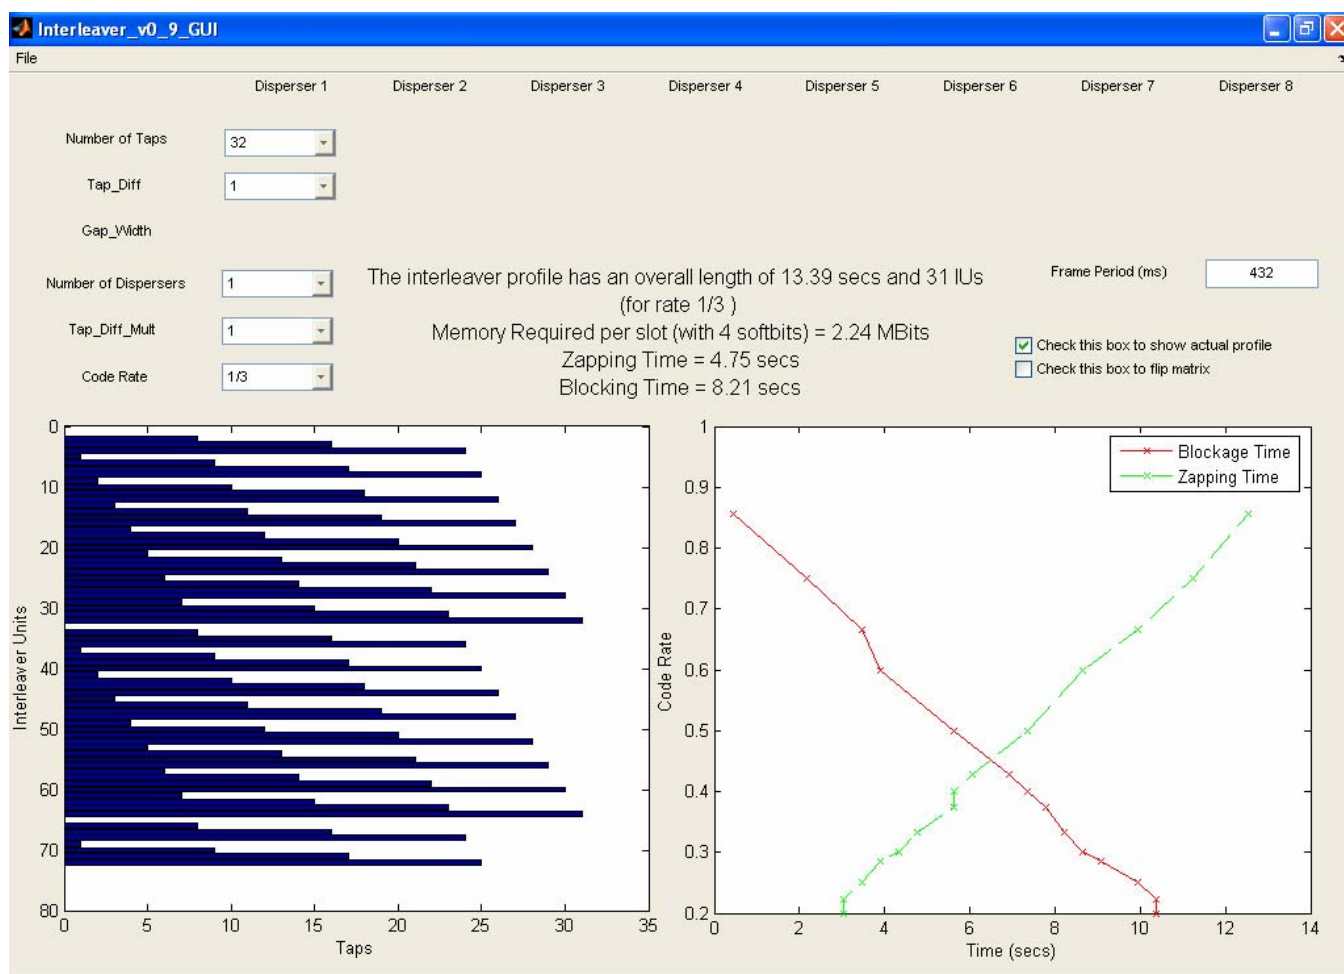 Interleaver_v0_9_GUI
File
Disperser 1 Disperser 2 Disperser 3 Disperser 4 Disperser 5 Disperser 6 Disperser 7 Disperser 8
Number of Taps 32
Tap_Diff 1
Gap_Width
Number of Dispersers 1
Tap_Diff_Mult 1
Code Rate 1/3
The interleaver profile has an overall length of 13.39 secs and 31 IUs
(for rate 1/3 )
Memory Required per slot (with 4 softbits) = 2.24 MBits
Zapping Time = 4.75 secs
Blocking Time = 8.21 secs
Frame Period (ms) 432
Check this box to show actual profile
Check this box to flip matrix
0
10
20
30
40
50
60
70
80
Interleaver Units
0 5 10 15 20 25 30 35
Taps
1
0.9
0.8
0.7
0.6
0.5
0.4
0.3
0.2
Code Rate
Blockage Time
Zapping Time
0 2 4 6 8 10 12 14
Time (secs)